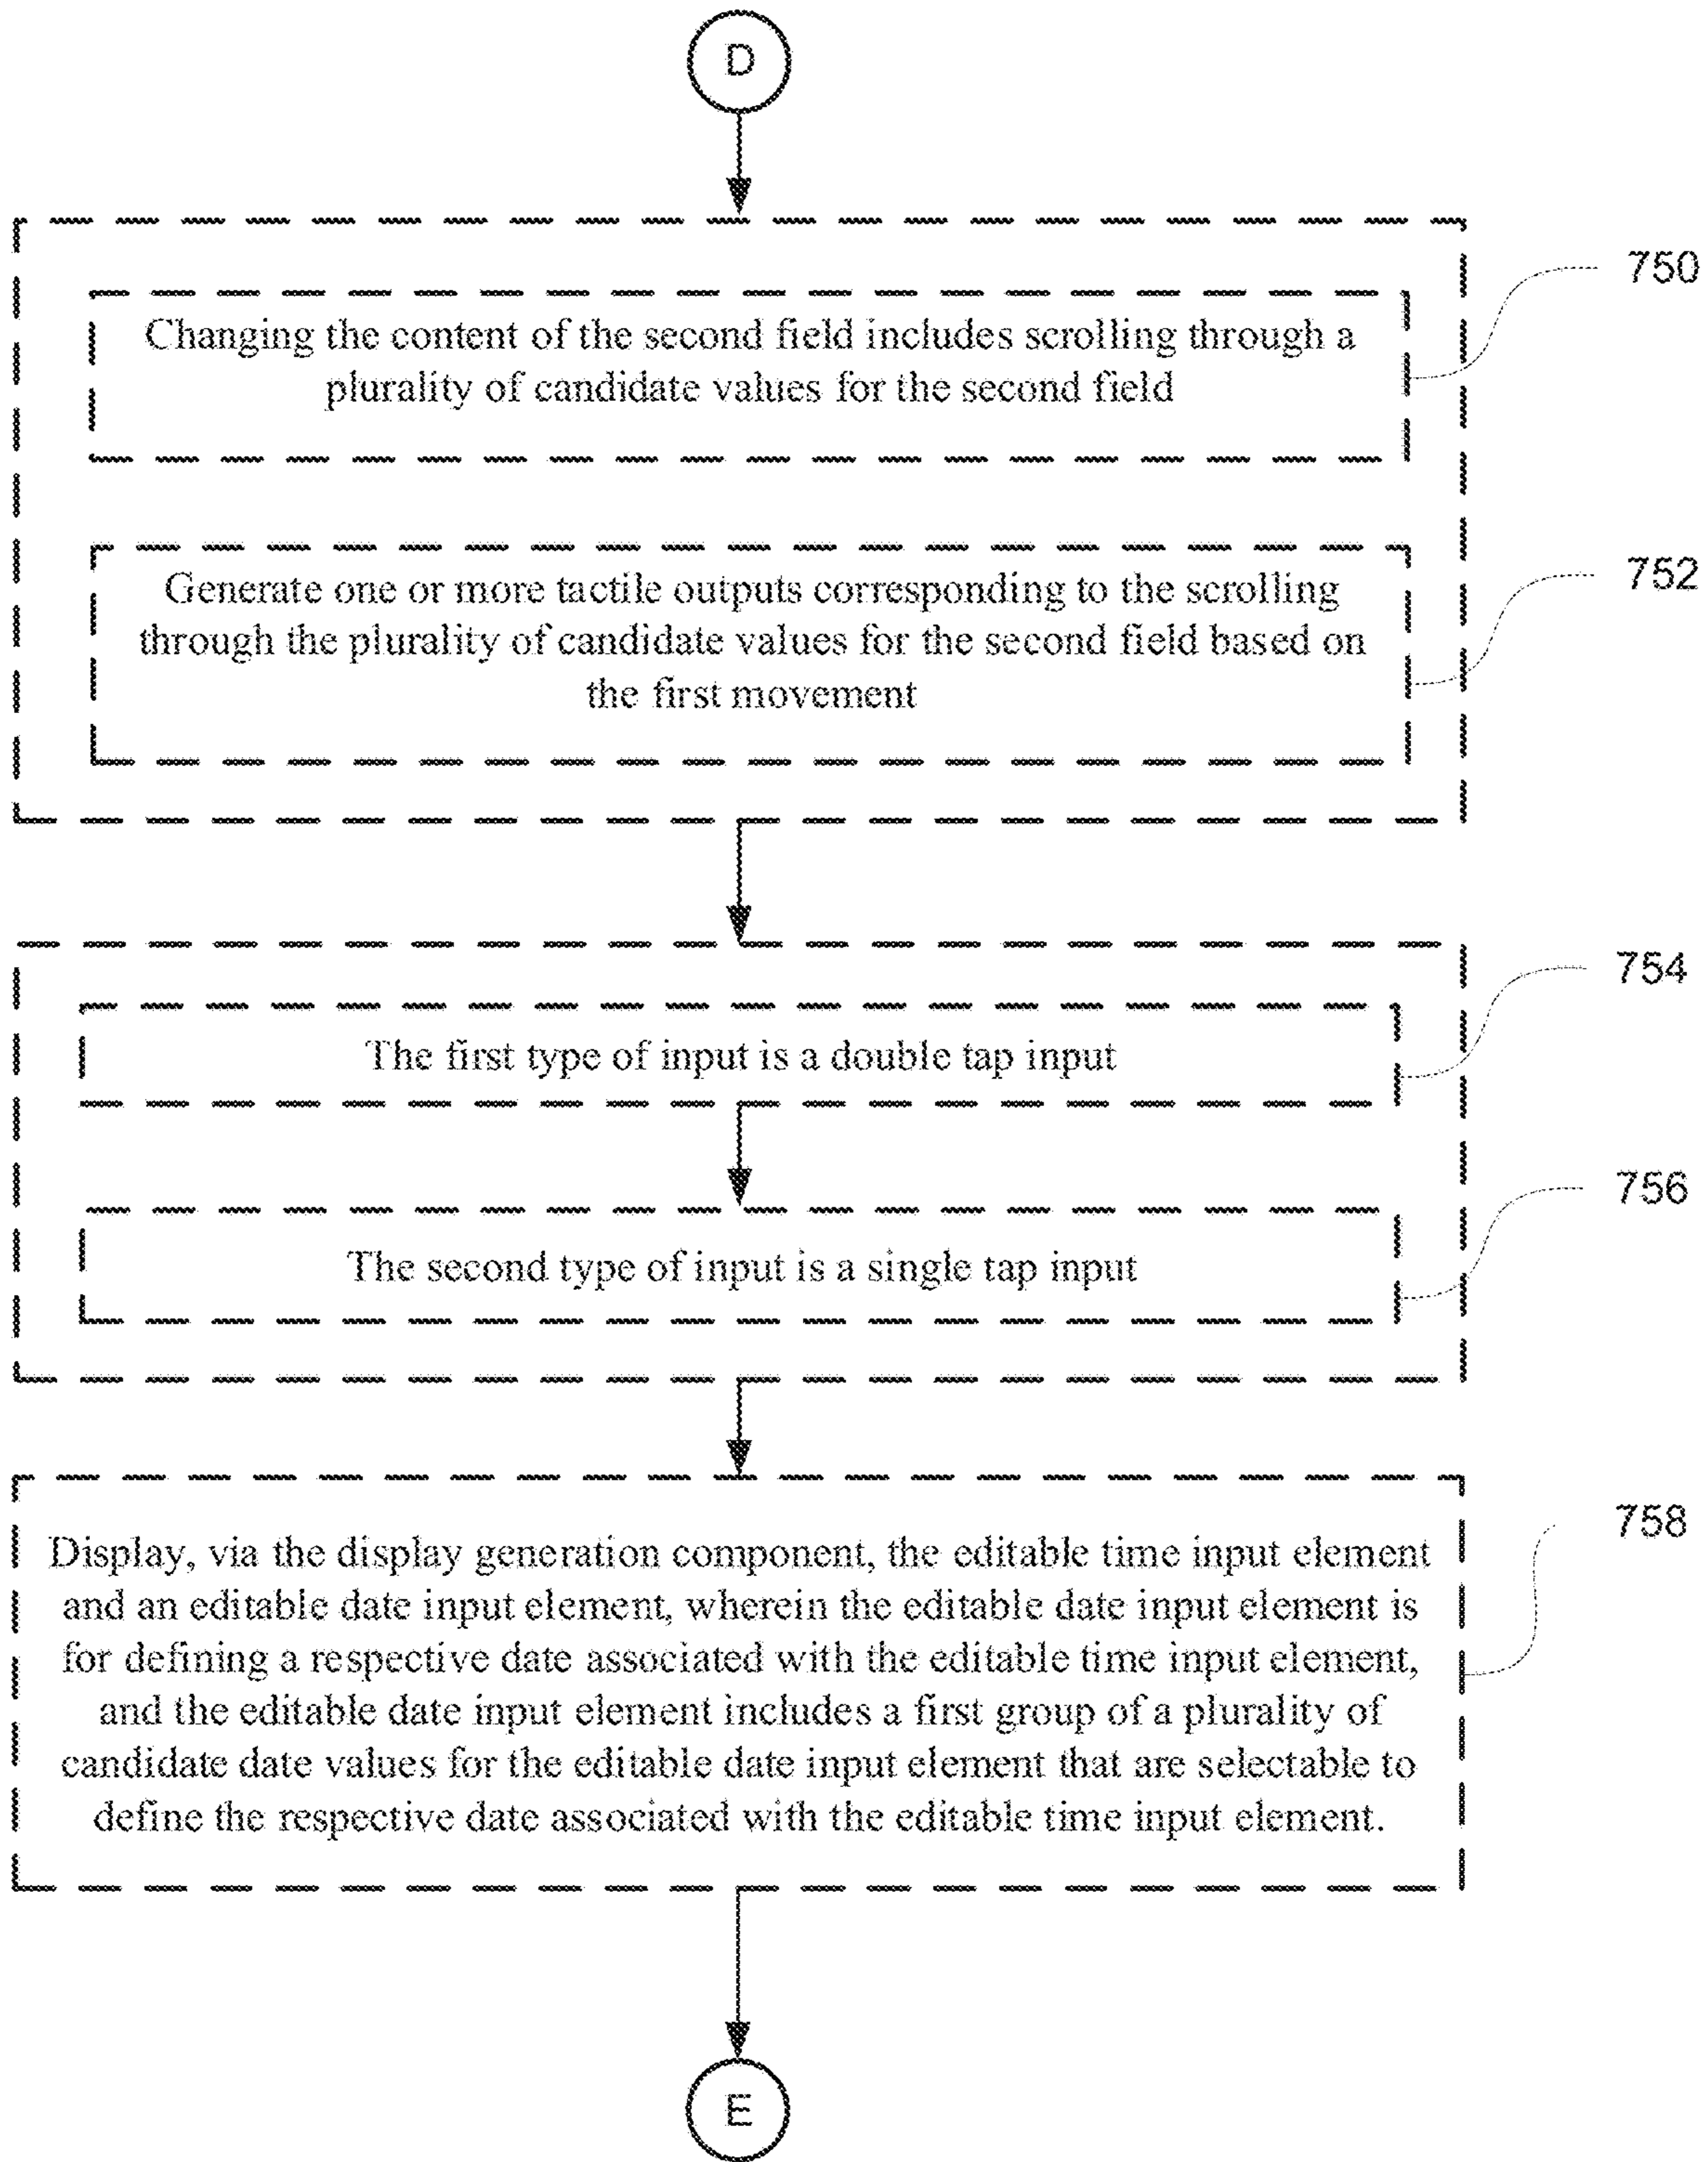 D
750
Changing the content of the second field includes scrolling through a
plurality of candidate values for the second field
752
Generate one or more tactile outputs corresponding to the scrolling
through the plurality of candidate values for the second field based on
the first movement
754
The first type of input is a double tap input
756
The second type of input is a single tap input
758
Display, via the display generation component, the editable time input element
and an editable date input element, wherein the editable date input element is
for defining a respective date associated with the editable time input element,
and the editable date input element includes a first group of a plurality of
candidate date values for the editable date input element that are selectable to
define the respective date associated with the editable time input element.
E